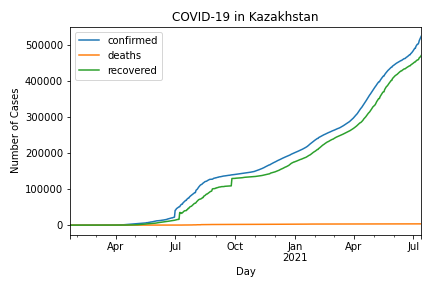 COVID-19 in Kazakhstan
confirmed
deaths
recovered
Number of Cases
500000
400000
300000
200000
100000
0
Apr
Jul
Oct
Jan
2021
Apr
Jul
Day